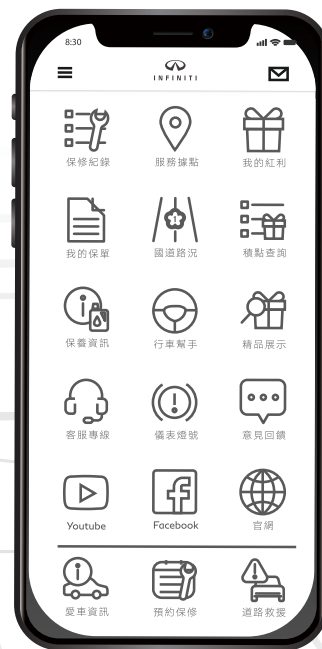 8:30
INFINITI
保修紀錄 服務據點 我的紅利
我的保單 國道路況 積點查詢
保養資訊 行車幫手 精品展示
客服專線 儀表燈號 意見回饋
Youtube Facebook 官網
愛車資訊 預約保修 道路救援